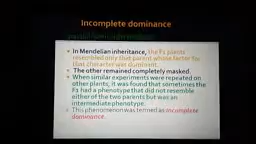 Incomplete dominance
In Mendelian inheritance, the F1 plants
resembled only that parent whose factor for
that character was dominant.
The other remained completely masked.
When similar experiments were repeated on
other plants, it was found that sometimes the
F1 had a phenotype that did not resemble
either of the two parents but was an
intermediate phenotype.
This phenomenon was termed as incomplete
dominance.